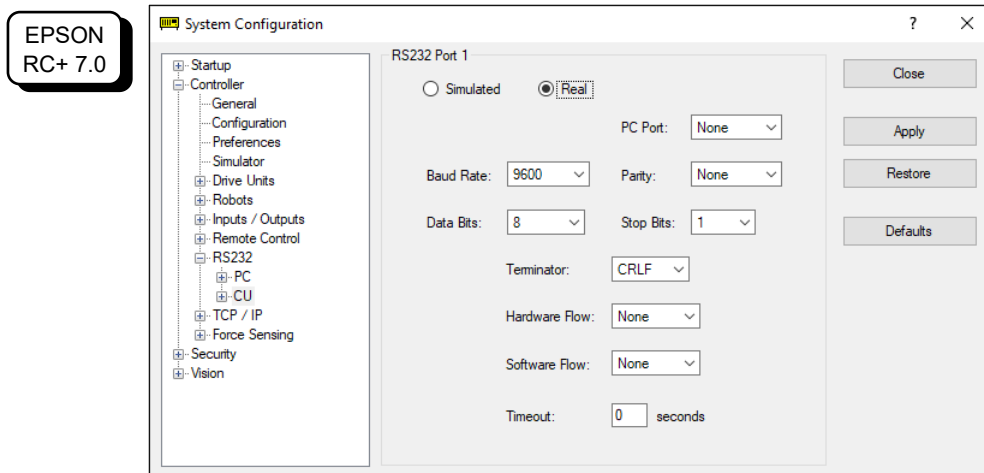 EPSON
RC+ 7.0
System Configuration
?
Startup
Controller
General
Configuration
Preferences
Simulator
Drive Units
Robots
Inputs / Outputs
Remote Control
RS232
PC
CU
TCP / IP
Force Sensing
Security
Vision
RS232 Port 1
Simulated Real
PC Port: None
Baud Rate: 9600 Parity: None
Data Bits: 8 Stop Bits: 1
Terminator: CRLF
Hardware Flow: None
Software Flow: None
Timeout: 0 seconds
Close
Apply
Restore
Defaults